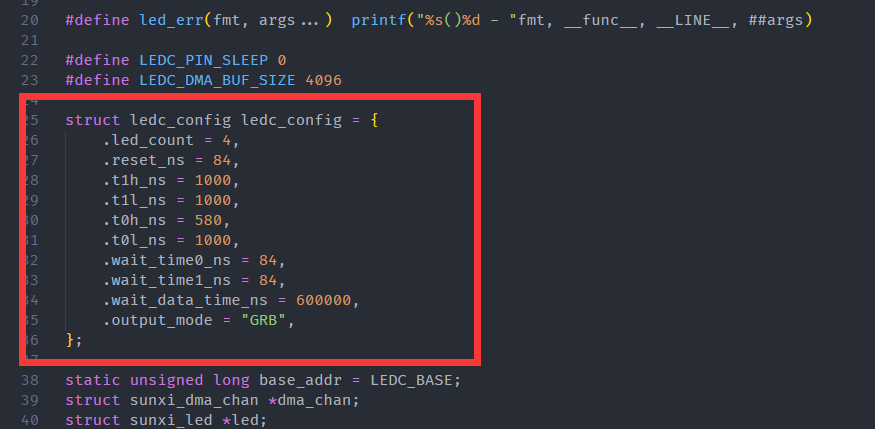 19
20 #define led_err(fmt, args...) printf("%s()%d - "fmt, __func__, __LINE__, ##args)
21
22 #define LEDC_PIN_SLEEP 0
23 #define LEDC_DMA_BUF_SIZE 4096
24
25 struct ledc_config ledc_config = {
26 .led_count = 4,
27 .reset_ns = 84,
28 .t1h_ns = 1000,
29 .t1l_ns = 1000,
30 .t0h_ns = 580,
31 .t0l_ns = 1000,
32 .wait_time0_ns = 84,
33 .wait_time1_ns = 84,
34 .wait_data_time_ns = 600000,
35 .output_mode = "GRB",
36 };
37
38 static unsigned long base_addr = LEDC_BASE;
39 struct sunxi_dma_chan *dma_chan;
40 struct sunxi_led *led;